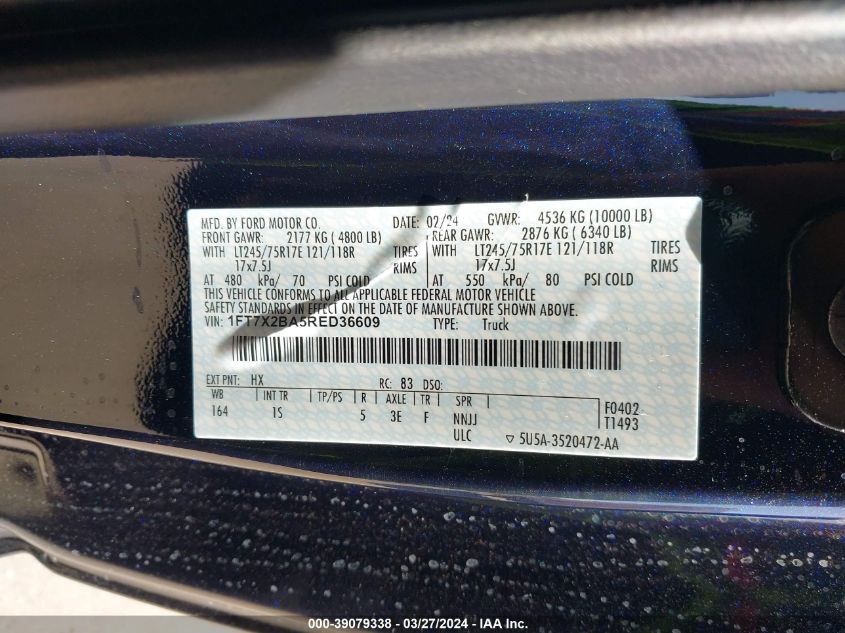 MFD. BY FORD MOTOR CO. DATE: 02/24 GVWR: 4536 KG (10000 LB)
FRONT GAWR: 2177 KG ( 4800 LB) REAR GAWR: 2876 KG ( 6340 LB)
WITH LT245/75R17E 121/118R TIRES WITH LT245/75R17E 121/118R TIRES
17x7.5J RIMS 17x7.5J RIMS
AT 480 kPa/ 70 PSI COLD AT 550 kPa/ 80 PSI COLD
THIS VEHICLE CONFORMS TO ALL APPLICABLE FEDERAL MOTOR VEHICLE
SAFETY STANDARDS IN EFFECT ON THE DATE OF MANUFACTURE SHOWN ABOVE.
VIN: 1FT7X2BA5RED36609 TYPE: Truck
EXT PNT: HX RC: 83 DSO:
WB INT TR TP/PS R AXLE TR SPR
164 1S 5 3E F NNJJ
F0402
T1493
ULC ▽ 5U5A-3520472-AA
000-39079338 - 03/27/2024 - IAA Inc.